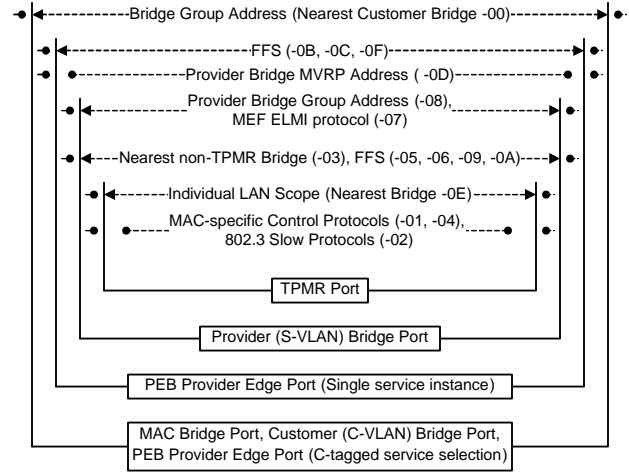 Bridge Group Address (Nearest Customer Bridge -00)
FFS (-0B, -0C, -0F)
Provider Bridge MVRP Address ( -0D)
Provider Bridge Group Address (-08),
MEF ELMI protocol (-07)
Nearest non-TPMR Bridge (-03), FFS (-05, -06, -09, -0A)
Individual LAN Scope (Nearest Bridge -0E)
MAC-specific Control Protocols (-01, -04),
802.3 Slow Protocols (-02)
TPMR Port
Provider (S-VLAN) Bridge Port
PEB Provider Edge Port (Single service instance)
MAC Bridge Port, Customer (C-VLAN) Bridge Port,
PEB Provider Edge Port (C-tagged service selection)